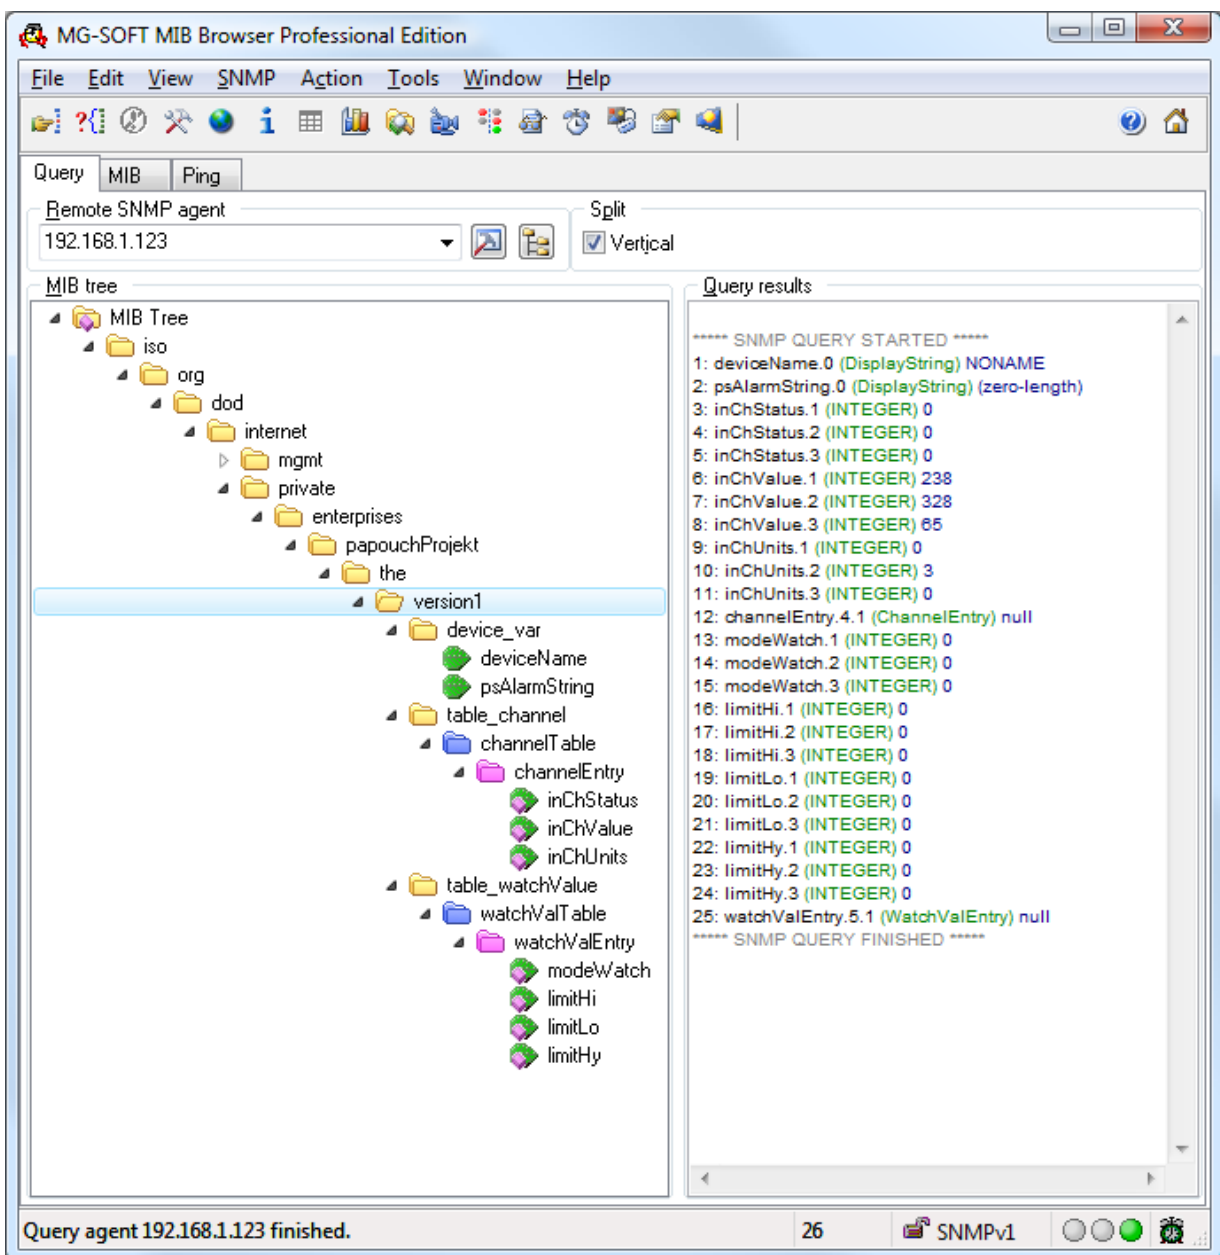 MG-SOFT MIB Browser Professional Edition
File Edit View SNMP Action Tools Window Help
Query MIB Ping
Remote SNMP agent
192.168.1.123
Split
Vertical
MIB tree
MIB Tree
iso
org
dod
internet
mgmt
private
enterprises
papouchProjekt
the
version1
device_var
deviceName
psAlarmString
table_channel
channelTable
channelEntry
inChStatus
inChValue
inChUnits
table_watchValue
watchValTable
watchValEntry
modeWatch
limitHi
limitLo
limitHy
Query results
***** SNMP QUERY STARTED *****
1: deviceName.0 (DisplayString) NONAME
2: psAlarmString.0 (DisplayString) (zero-length)
3: inChStatus.1 (INTEGER) 0
4: inChStatus.2 (INTEGER) 0
5: inChStatus.3 (INTEGER) 0
6: inChValue.1 (INTEGER) 238
7: inChValue.2 (INTEGER) 328
8: inChValue.3 (INTEGER) 65
9: inChUnits.1 (INTEGER) 0
10: inChUnits.2 (INTEGER) 3
11: inChUnits.3 (INTEGER) 0
12: channelEntry.4.1 (ChannelEntry) null
13: modeWatch.1 (INTEGER) 0
14: modeWatch.2 (INTEGER) 0
15: modeWatch.3 (INTEGER) 0
16: limitHi.1 (INTEGER) 0
17: limitHi.2 (INTEGER) 0
18: limitHi.3 (INTEGER) 0
19: limitLo.1 (INTEGER) 0
20: limitLo.2 (INTEGER) 0
21: limitLo.3 (INTEGER) 0
22: limitHy.1 (INTEGER) 0
23: limitHy.2 (INTEGER) 0
24: limitHy.3 (INTEGER) 0
25: watchValEntry.5.1 (WatchValEntry) null
***** SNMP QUERY FINISHED *****
Query agent 192.168.1.123 finished.
26
SNMPv1